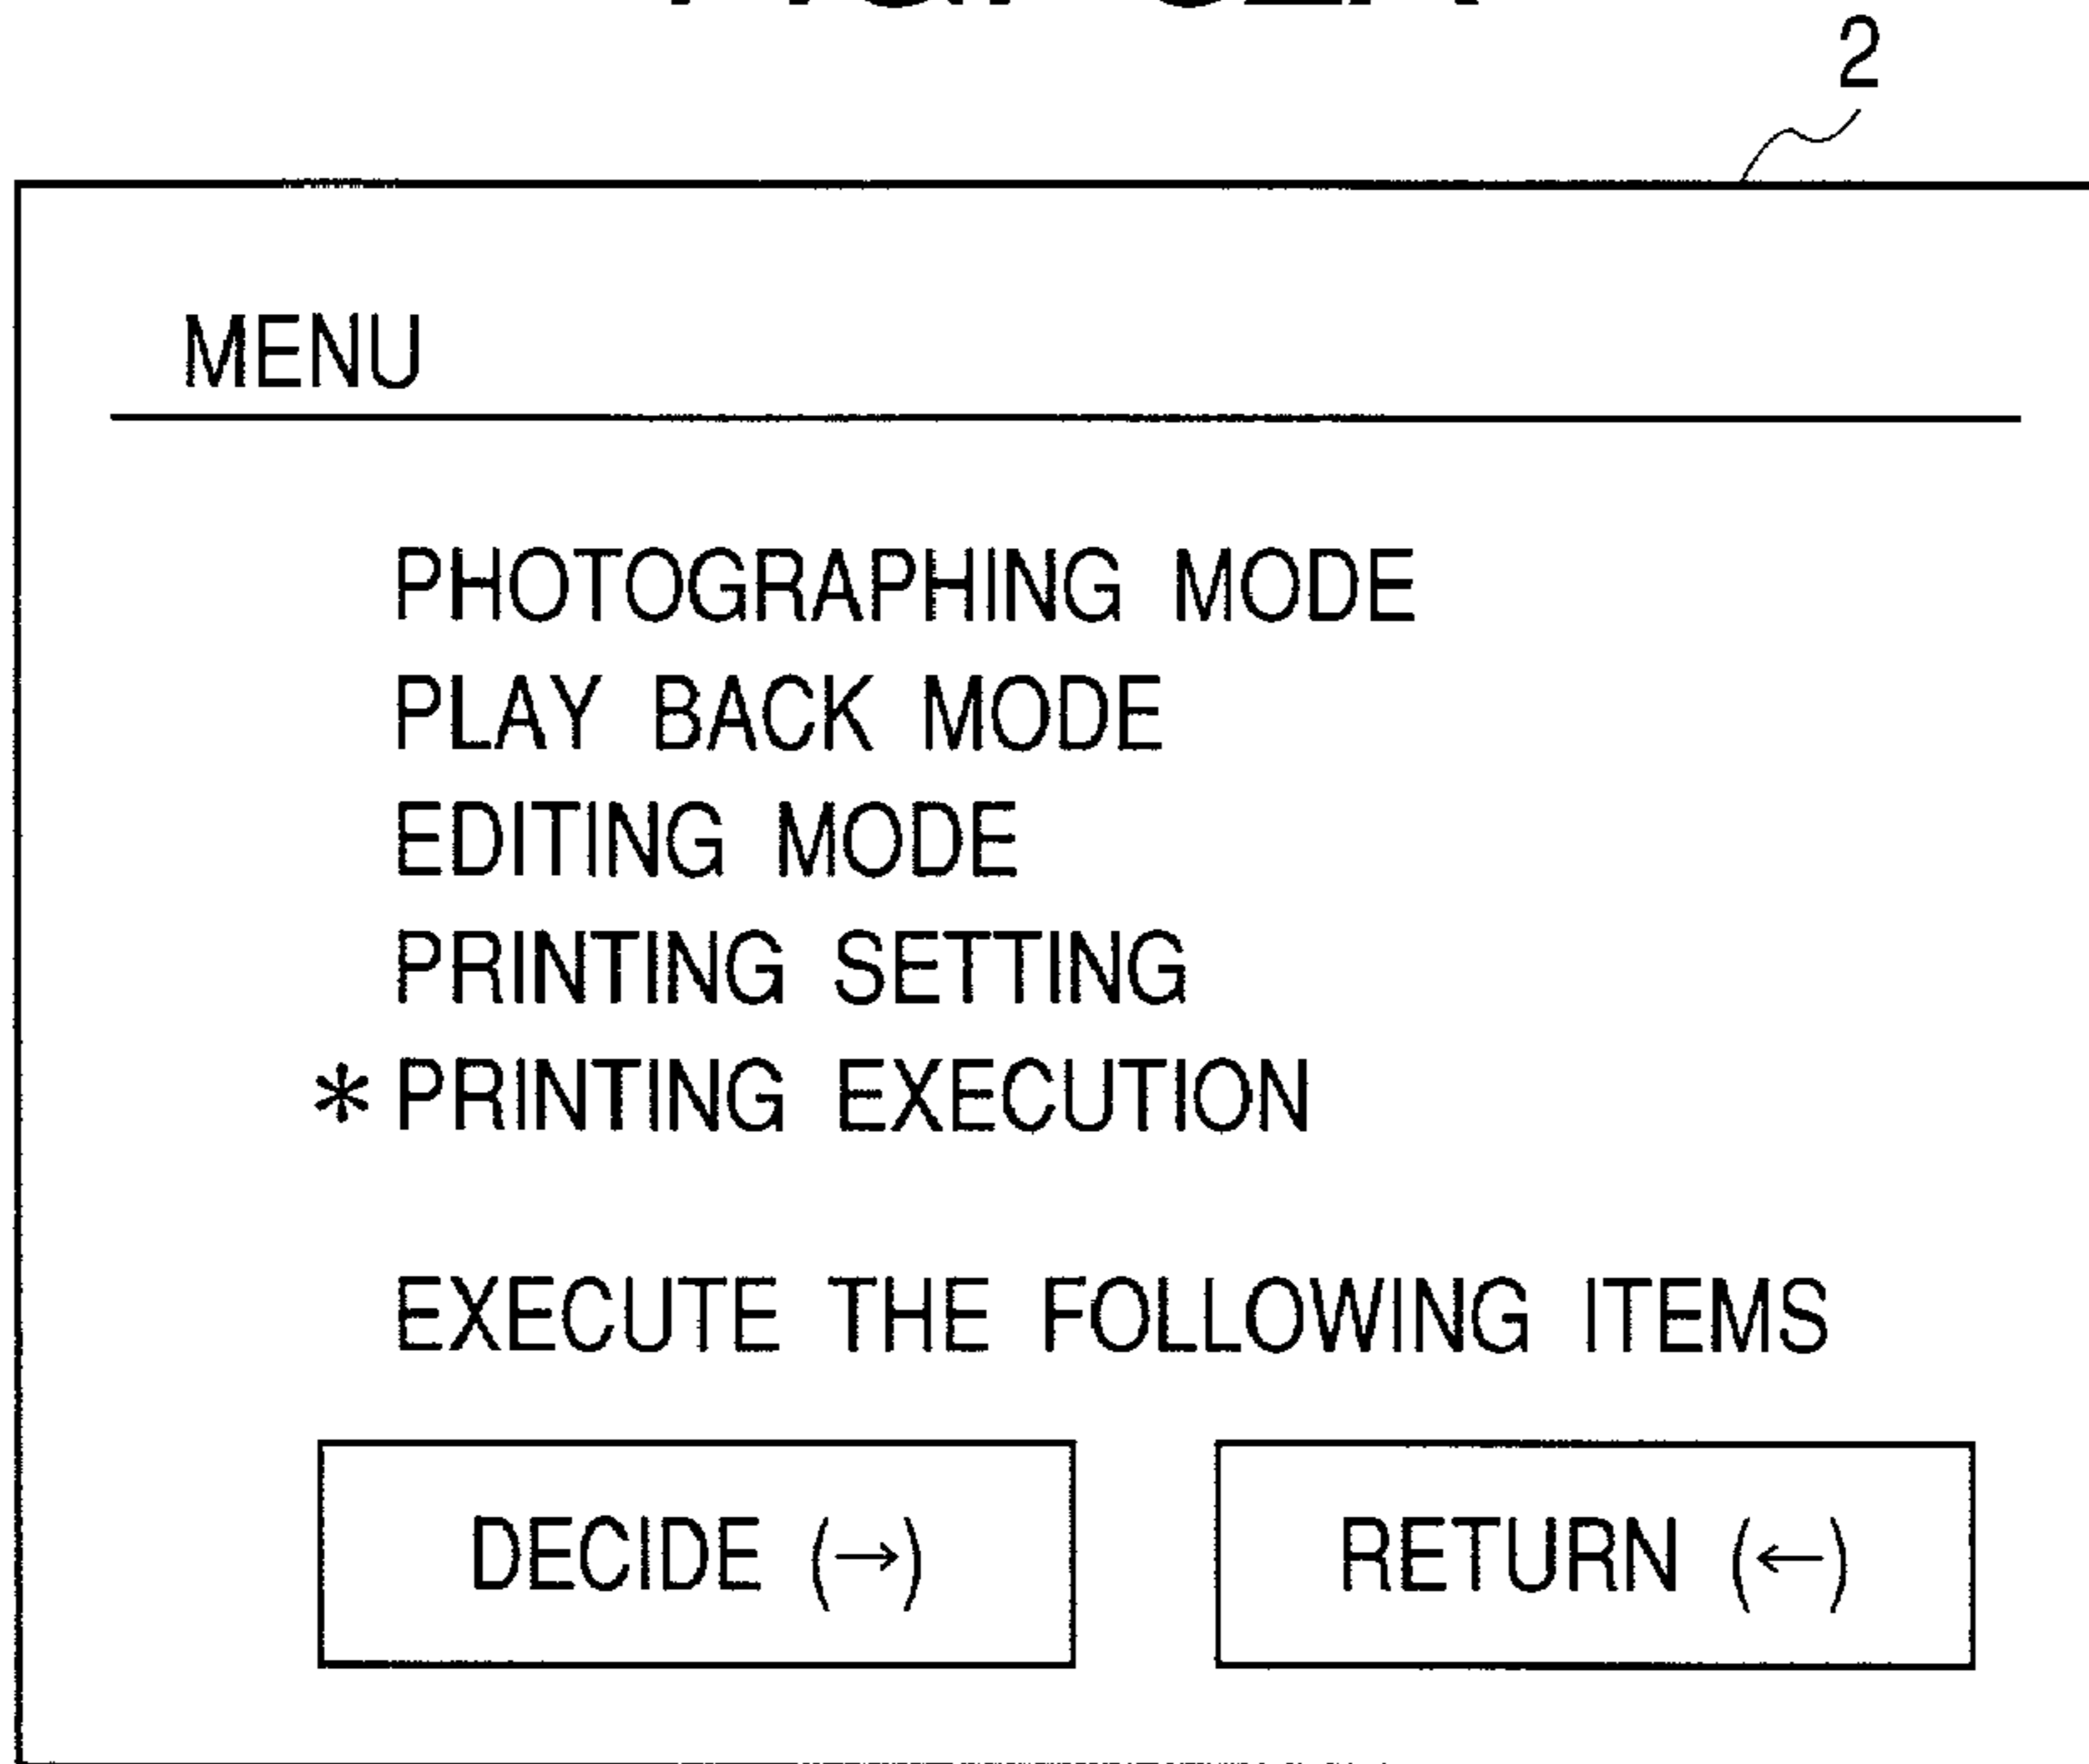 2
MENU
PHOTOGRAPHING MODE
PLAY BACK MODE
EDITING MODE
PRINTING SETTING
* PRINTING EXECUTION
EXECUTE THE FOLLOWING ITEMS
DECIDE (→) RETURN (←)